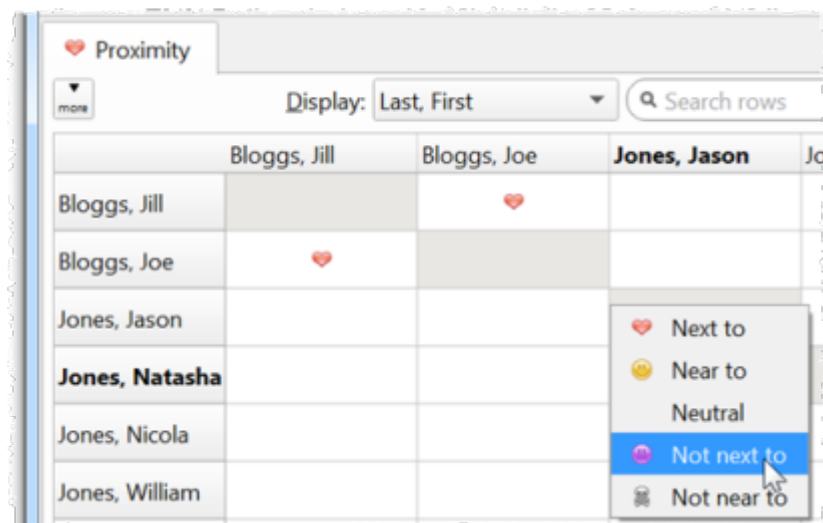 Proximity
more
Display: Last, First
Search rows
Bloggs, Jill
Bloggs, Joe
Jones, Jason
Bloggs, Jill
Bloggs, Joe
Jones, Jason
Jones, Natasha
Jones, Nicola
Jones, William
Next to
Near to
Neutral
Not next to
Not near to